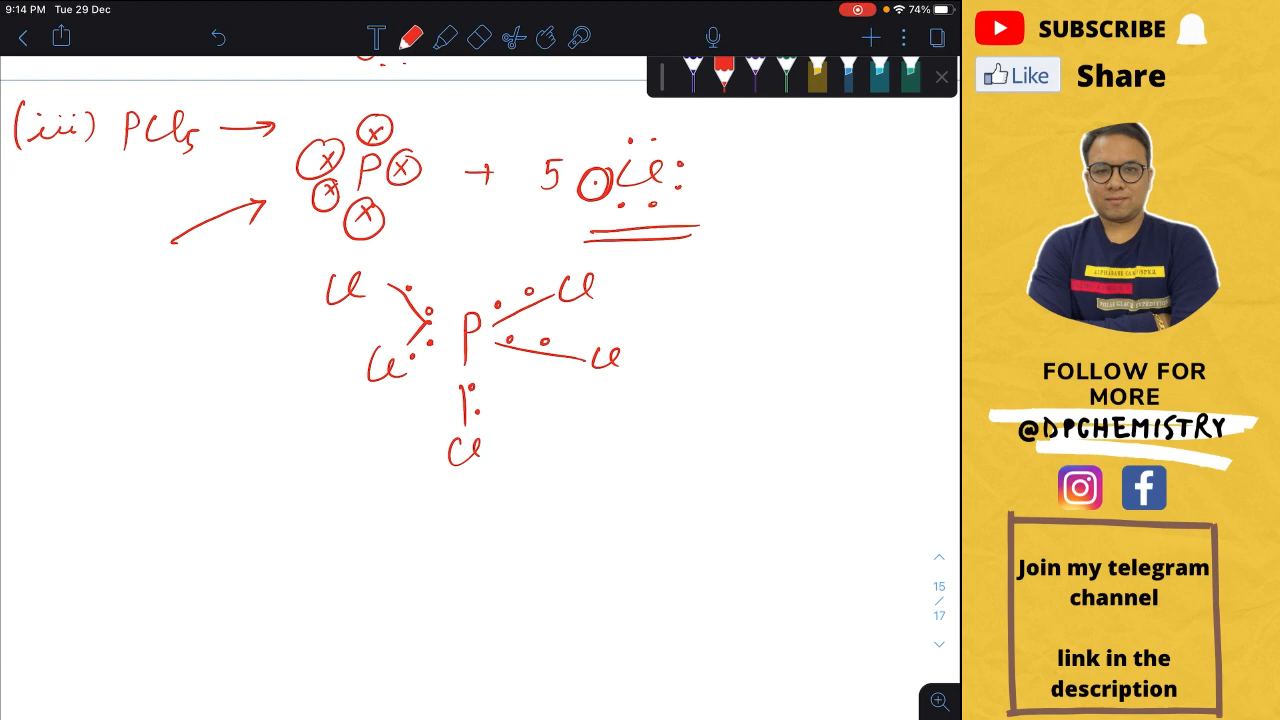 9:14 PM Tue 29 Dec
74%
(iii) PCl5 → P + 5 Cl
Cl Cl
P
Cl Cl
Cl
15
/
17
SUBSCRIBE
Like Share
FOLLOW FOR
MORE
@DPCHEMISTRY
Join my telegram
channel
link in the
description